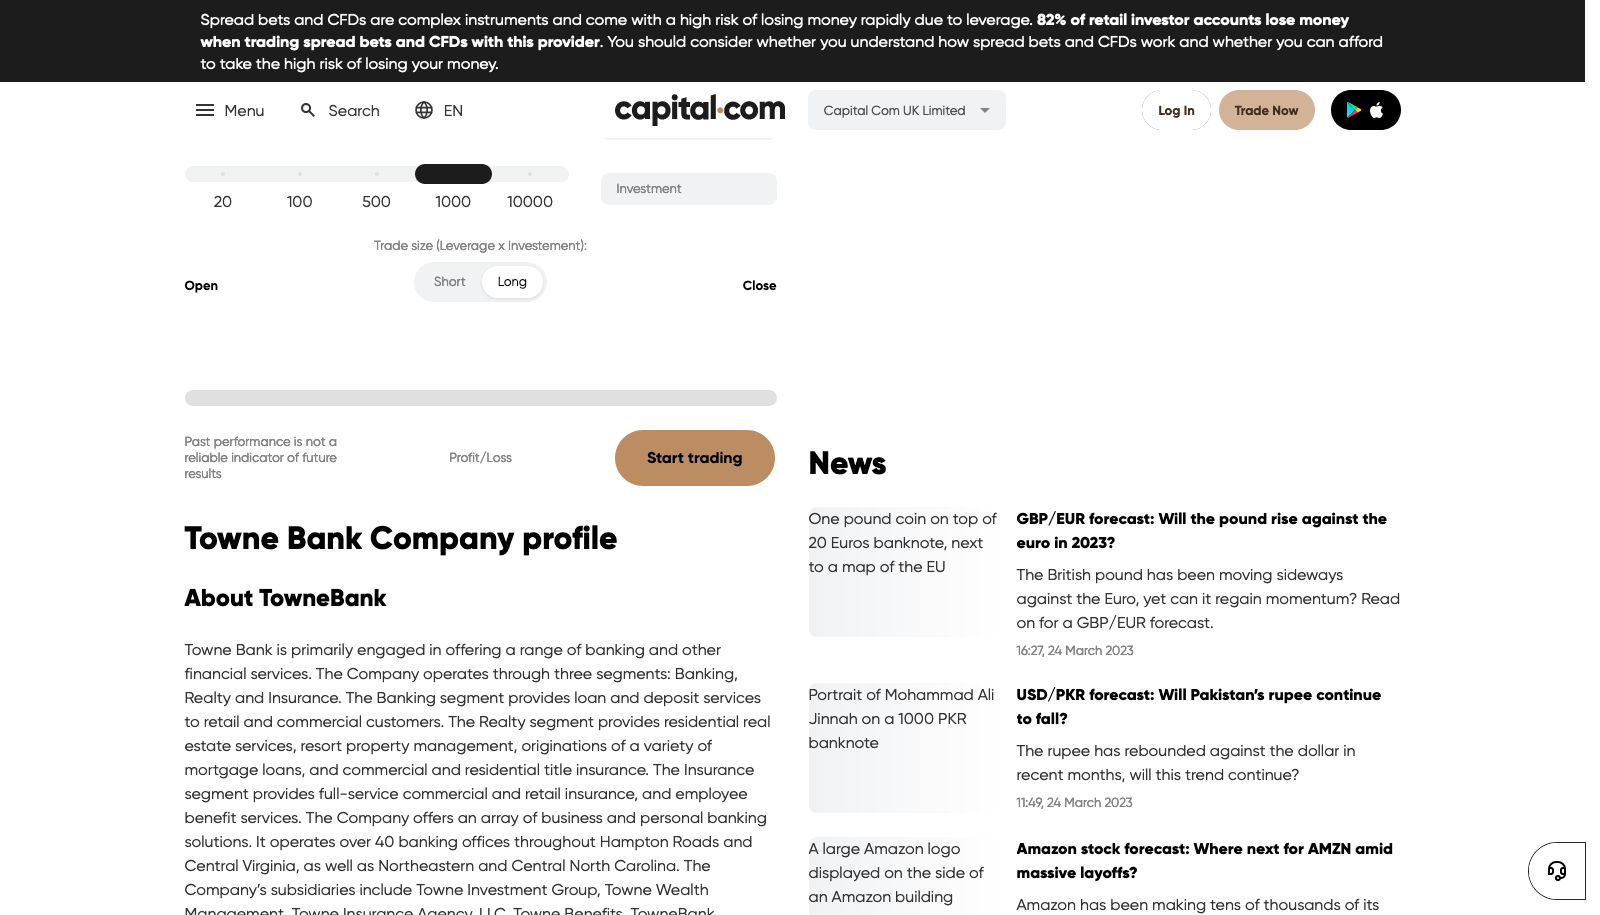 Spread bets and CFDs are complex instruments and come with a high risk of losing money rapidly due to leverage. 82% of retail investor accounts lose money
when trading spread bets and CFDs with this provider. You should consider whether you understand how spread bets and CFDs work and whether you can afford
to take the high risk of losing your money.
Menu
Search
EN
capital.com
Capital Com UK Limited
Log In
Trade Now
20
100
500
1000
10000
Investment
Trade size (Leverage x Investement):
Open
Short
Long
Close
Past performance is not a
reliable indicator of future
results
Profit/Loss
Start trading
Towne Bank Company profile
About TowneBank
Towne Bank is primarily engaged in offering a range of banking and other
financial services. The Company operates through three segments: Banking,
Realty and Insurance. The Banking segment provides loan and deposit services
to retail and commercial customers. The Realty segment provides residential real
estate services, resort property management, originations of a variety of
mortgage loans, and commercial and residential title insurance. The Insurance
segment provides full-service commercial and retail insurance, and employee
benefit services. The Company offers an array of business and personal banking
solutions. It operates over 40 banking offices throughout Hampton Roads and
Central Virginia, as well as Northeastern and Central North Carolina. The
Company's subsidiaries include Towne Investment Group, Towne Wealth
Management, Towne Insurance Agency, LLC, Towne Benefits, TowneBank
News
One pound coin on top of
20 Euros banknote, next
to a map of the EU
GBP/EUR forecast: Will the pound rise against the
euro in 2023?
The British pound has been moving sideways
against the Euro, yet can it regain momentum? Read
on for a GBP/EUR forecast.
16:27, 24 March 2023
Portrait of Mohammad Ali
Jinnah on a 1000 PKR
banknote
USD/PKR forecast: Will Pakistan's rupee continue
to fall?
The rupee has rebounded against the dollar in
recent months, will this trend continue?
11:49, 24 March 2023
A large Amazon logo
displayed on the side of
an Amazon building
Amazon stock forecast: Where next for AMZN amid
massive layoffs?
Amazon has been making tens of thousands of its